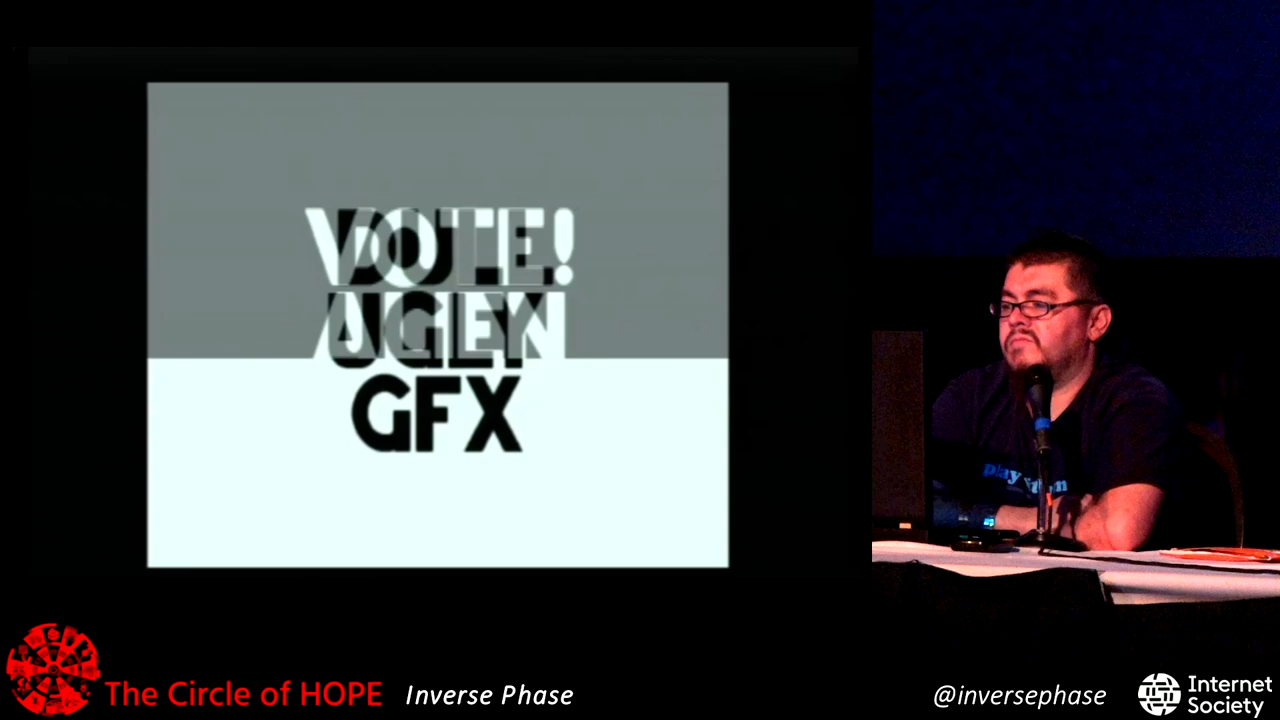 VOTE!
UGLY
GFX
play
The Circle of HOPE
Inverse Phase
@inversephase
Internet
Society